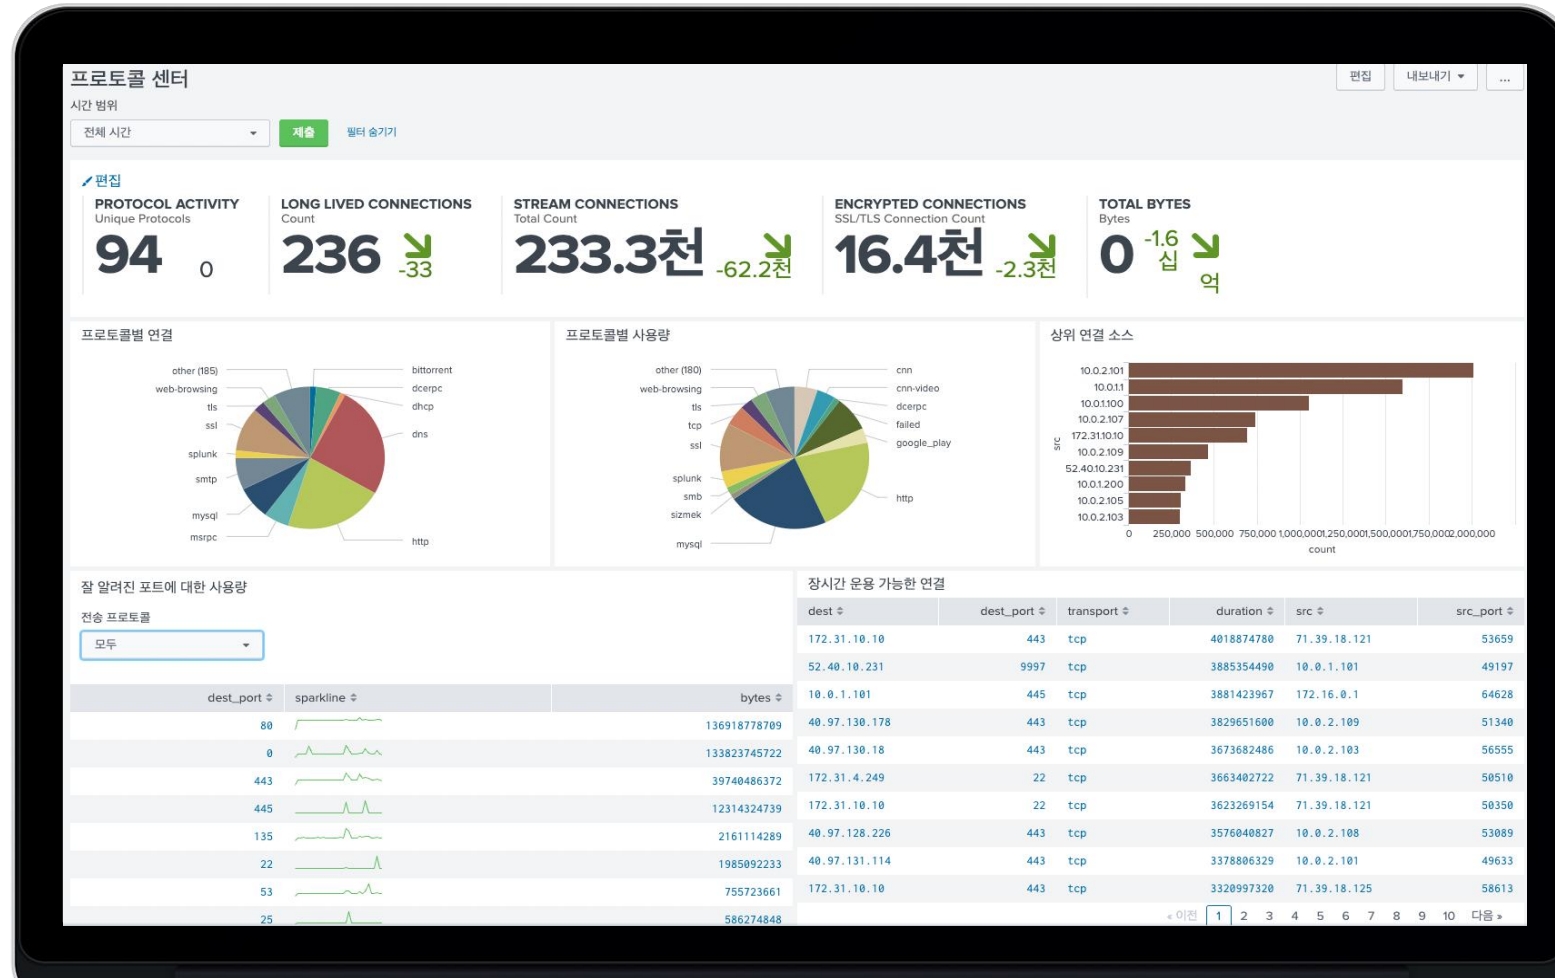 프로토콜 센터
편집
내보내기
...
시간 범위
전체 시간
제출
필터 숨기기
편집
PROTOCOL ACTIVITY
Unique Protocols
94
0
LONG LIVED CONNECTIONS
Count
236
-33
STREAM CONNECTIONS
Total Count
233.3천
-62.2천
ENCRYPTED CONNECTIONS
SSL/TLS Connection Count
16.4천
-2.3천
TOTAL BYTES
Bytes
0
-1.6
십
억
프로토콜별 연결
other (185)
web-browsing
tls
ssl
splunk
smtp
mysql
msrpc
bittorrent
dcerpc
dhcp
dns
http
프로토콜별 사용량
other (180)
web-browsing
tls
tcp
ssl
splunk
smb
sizmek
mysql
cnn
cnn-video
dcerpc
failed
google_play
http
상위 연결 소스
src
10.0.2.101
10.0.1.1
10.0.1.100
10.0.2.107
172.31.10.10
10.0.2.109
52.40.10.231
10.0.1.200
10.0.2.105
10.0.2.103
0 250,000 500,000 750,000 1,000,000 1,250,000 1,500,000 1,750,000 2,000,000
count
잘 알려진 포트에 대한 사용량
전송 프로토콜
모두
dest_port sparkline bytes
80 136918778709
0 133823745722
443 39740486372
445 12314324739
135 2161114289
22 1985092233
53 755723661
25 586274848
장시간 운용 가능한 연결
dest dest_port transport duration src src_port
172.31.10.10 443 tcp 4018874780 71.39.18.121 53659
52.40.10.231 9997 tcp 3885354490 10.0.1.101 49197
10.0.1.101 445 tcp 3881423967 172.16.0.1 64628
40.97.130.178 443 tcp 3829651600 10.0.2.109 51340
40.97.130.18 443 tcp 3673682486 10.0.2.103 56555
172.31.4.249 22 tcp 3663402722 71.39.18.121 50510
172.31.10.10 22 tcp 3623269154 71.39.18.121 50350
40.97.128.226 443 tcp 3576040827 10.0.2.108 53089
40.97.131.114 443 tcp 3378806329 10.0.2.101 49633
172.31.10.10 443 tcp 3320997320 71.39.18.125 58613
« 이전 1 2 3 4 5 6 7 8 9 10 다음 »